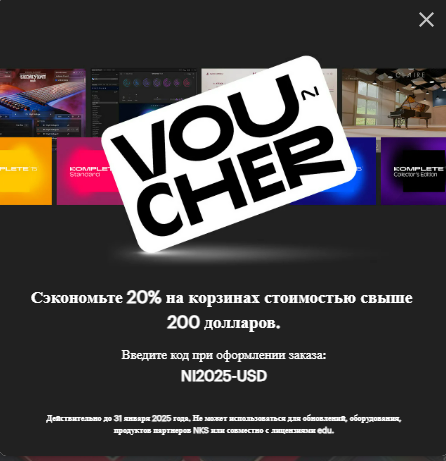 VOU
CHER
N
KOMPLETE 15
KOMPLETE
Standard
KOMPLETE
Collector's Edition
Сэкономьте 20% на корзинах стоимостью свыше
200 долларов.
Введите код при оформлении заказа:
NI2025-USD
Действительно до 31 января 2025 года. Не может использоваться для обновлений, оборудования,
продуктов партнеров NKS или совместно с лицензиями edu.